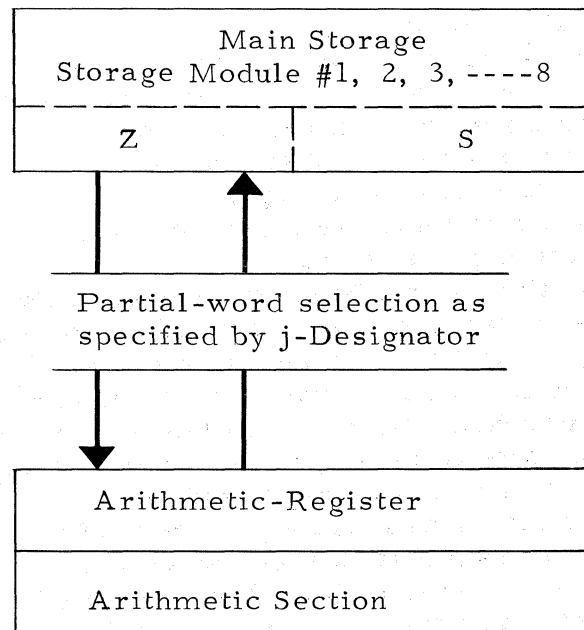 Main Storage
Storage Module #1, 2, 3, ----8
Z
S
Partial-word selection as
specified by j-Designator
Arithmetic-Register
Arithmetic Section